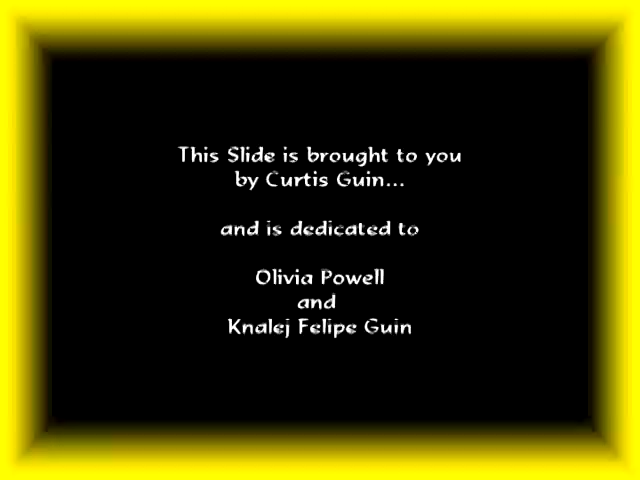 This Slide is brought to you
by Curtis Guin...
and is dedicated to
Olivia Powell
and
Knalej Felipe Guin